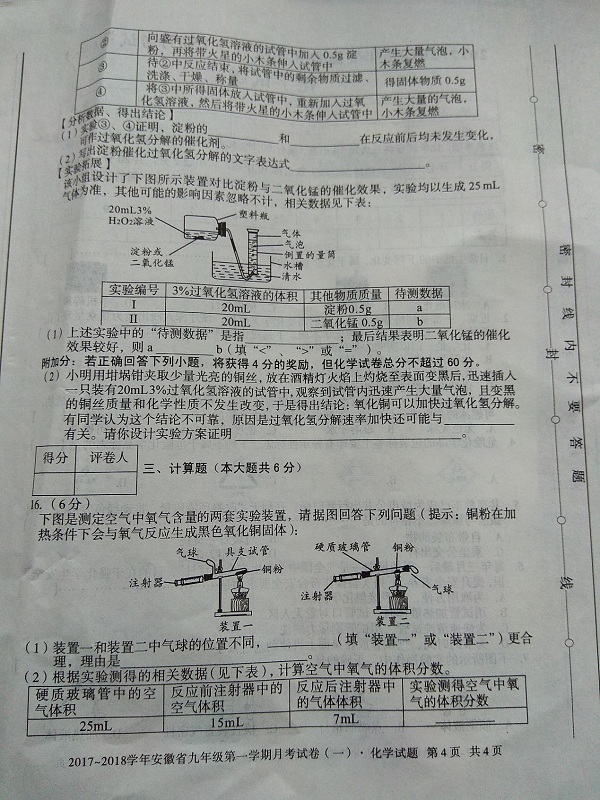 ②
向盛有过氧化氢溶液的试管中加入 0.5g 淀
粉，再将带火星的小木条伸入试管中
产生大量气泡，小
木条复燃
③
待②中反应结束，将试管中的剩余物质过滤、
洗涤、干燥、称量
得固体物质 0.5g
④
将③中所得固体放入试管中，重新加入过氧
化氢溶液，然后将带火星的小木条伸入试管中
产生大量的气泡，
小木条复燃
【分析数据、得出结论】
（1）实验③、④证明，淀粉的________和________在反应前后均未发生变化，
可作过氧化氢分解的催化剂。
（2）写出淀粉催化过氧化氢分解的文字表达式________。
【实验拓展】
该小组设计了下图所示装置对比淀粉与二氧化锰的催化效果，实验均以生成 25 mL
气体为准，其他可能的影响因素忽略不计，相关数据见下表：
20mL3%
H₂O₂溶液
塑料瓶
气体
气泡
倒置的量筒
水槽
清水
淀粉或
二氧化锰
实验编号 3%过氧化氢溶液的体积 其他物质质量 待测数据
Ⅰ 20mL 淀粉0.5g a
Ⅱ 20mL 二氧化锰 0.5g b
（1）上述实验中的“待测数据”是指________；最后结果表明二氧化锰的催化
效果较好，则 a________b（填“<”、“>”或“=”）。
附加分：若正确回答下列小题，将获得 4 分的奖励，但化学试卷总分不超过 60 分。
（2）小明用坩埚钳夹取少量光亮的铜丝，放在酒精灯火焰上灼烧至表面变黑后，迅速插入
一只装有20mL3%过氧化氢溶液的试管中，观察到试管内迅速产生大量气泡，且变黑
的铜丝质量和化学性质不发生改变，于是得出结论：氧化铜可以加快过氧化氢分解。
有同学认为这个结论不可靠，原因是过氧化氢分解速率加快还可能与________
有关。请你设计实验方案证明________。
得分 评卷人
三、计算题（本大题共 6 分）
16.（6 分）
下图是测定空气中氧气含量的两套实验装置，请据图回答下列问题（提示：铜粉在加
热条件下会与氧气反应生成黑色氧化铜固体）：
气球
具支试管
铜粉
注射器
装置一
硬质玻璃管
铜粉
注射器
气球
装置二
（1）装置一和装置二中气球的位置不同，________（填“装置一”或“装置二”）更合
理，理由是________。
（2）根据实验测得的相关数据（见下表），计算空气中氧气的体积分数。
硬质玻璃管中的空
气体积
反应前注射器中的
空气体积
反应后注射器中
的气体体积
实验测得空气中氧
气的体积分数
25mL 15mL 7mL ________
2017~2018学年安徽省九年级第一学期月考试卷（一）·化学试题 第4页 共4页
密
封
线
密 封 线 内 不 要 答 题